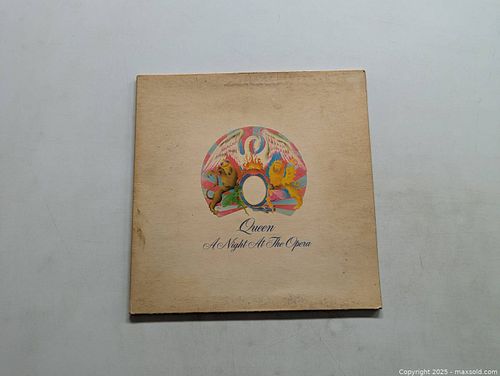 Queen
A Night At The Opera
Copyright 2025 - maxsold.com